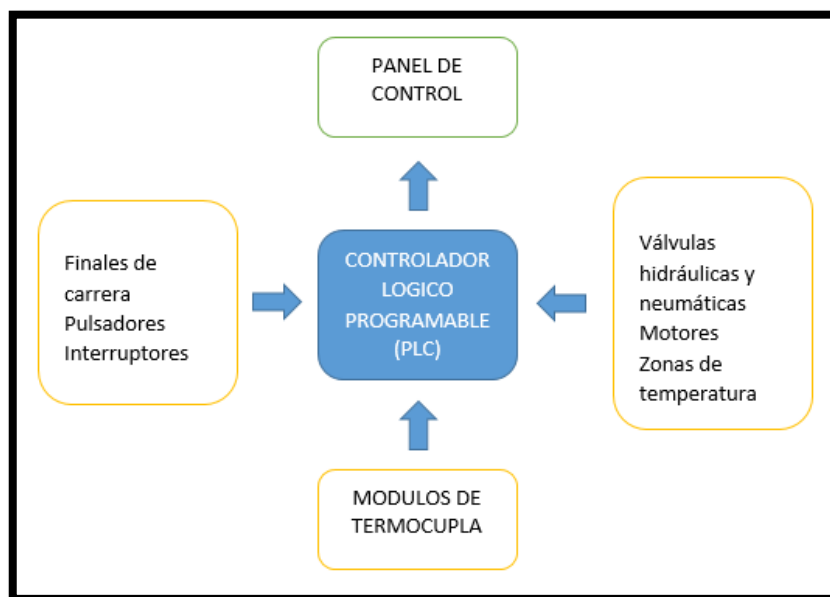 PANEL DE
CONTROL
Finales de
carrera
Pulsadores
Interruptores
CONTROLADOR
LOGICO
PROGRAMABLE
(PLC)
Válvulas
hidráulicas y
neumáticas
Motores
Zonas de
temperatura
MODULOS DE
TERMOCUPLA